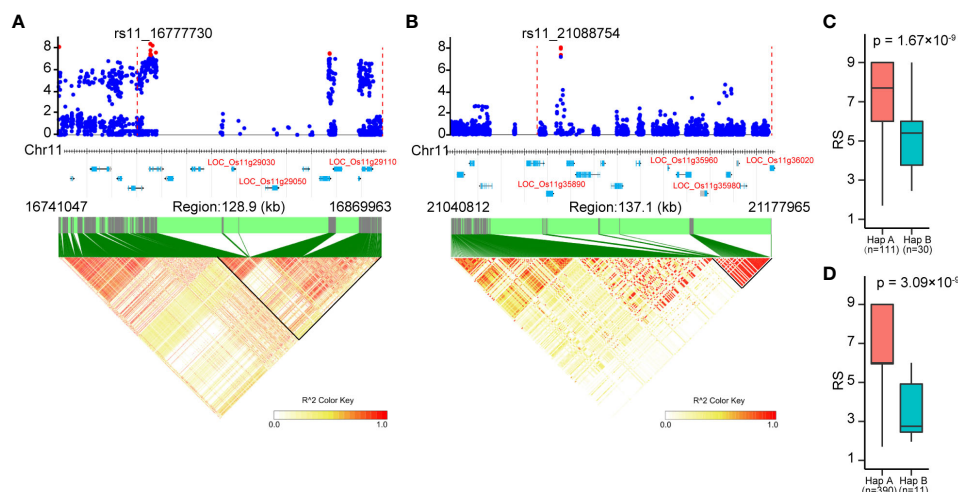 A
rs11_16777730
8
6
4
2
0
Chr11
LOC_Os11g29030
LOC_Os11g29110
LOC_Os11g29050
16741047
Region:128.9 (kb)
16869963
R^2 Color Key
0.0
1.0
B
rs11_21088754
8
6
4
2
0
Chr11
LOC_Os11g35960
LOC_Os11g36020
LOC_Os11g35890
LOC_Os11g35980
21040812
Region:137.1 (kb)
21177965
R^2 Color Key
0.0
1.0
C
p = 1.67×10-9
9
7
5
3
1
RS
Hap A
(n=111)
Hap B
(n=30)
D
p = 3.09×10-9
9
7
5
3
1
RS
Hap A
(n=390)
Hap B
(n=11)